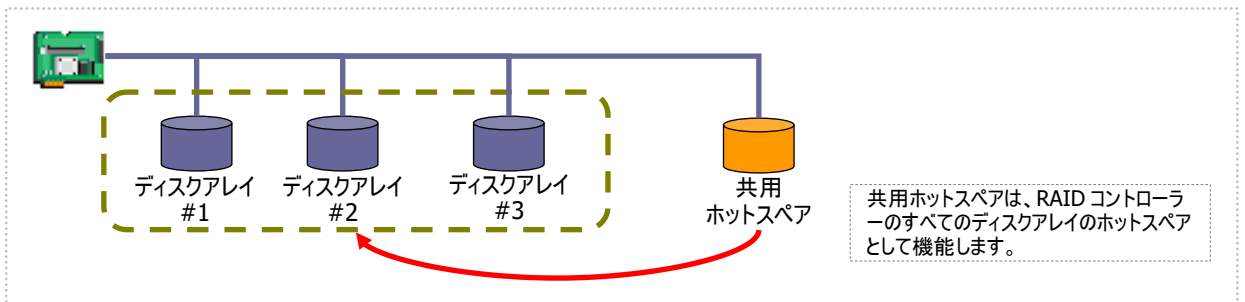 ディスクアレイ
#1
ディスクアレイ
#2
ディスクアレイ
#3
共用
ホットスペア
共用ホットスペアは、RAID コントローラ
ーのすべてのディスクアレイのホットスペア
として機能します。